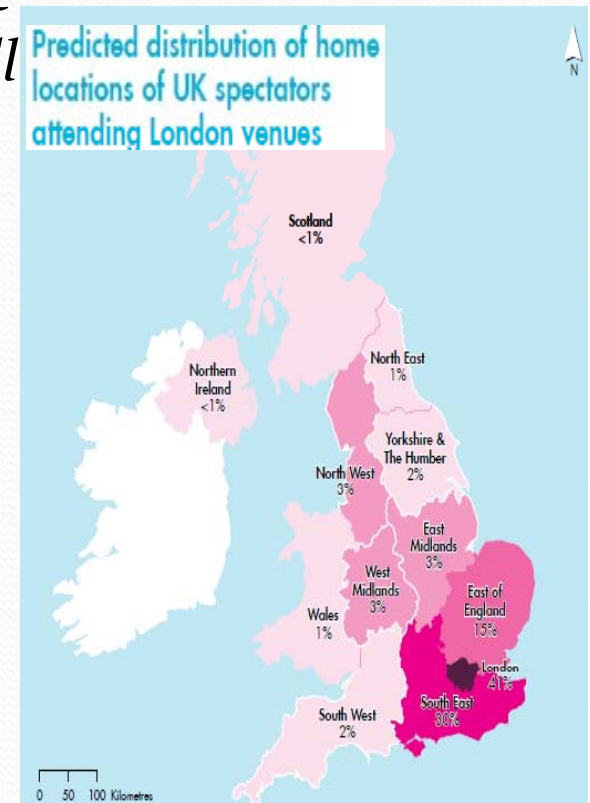 Predicted distribution of home
locations of UK spectators
attending London venues
N
Scotland
<1%
Northern
Ireland
<1%
North East
1%
Yorkshire &
The Humber
2%
North West
3%
East
Midlands
3%
West
Midlands
3%
East of
England
15%
Wales
1%
London
41%
South East
30%
South West
2%
0 50 100 Kilometres